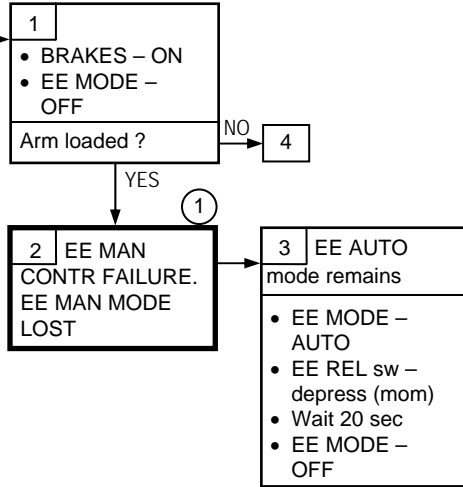 1
• BRAKES – ON
• EE MODE –
OFF
Arm loaded ?
NO
4
YES
1
2 EE MAN
CONTR FAILURE.
EE MAN MODE
LOST
3 EE AUTO
mode remains
• EE MODE –
AUTO
• EE REL sw –
depress (mom)
• Wait 20 sec
• EE MODE –
OFF